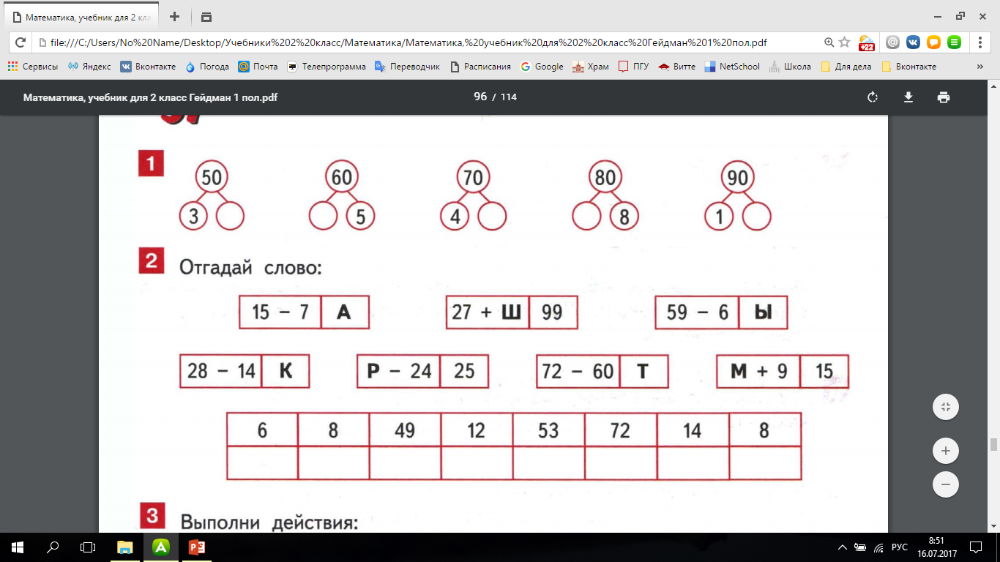 Математика, учебник для 2 кла
file:///C:/Users/No%20Name/Desktop/Учебники%202%20класс/Математика/Математика,%20учебник%20для%202%20класс%20Гейдман%201%20пол.pdf
+22
Сервисы Яндекс Вконтакте Погода Почта Телепрограмма Переводчик Расписания Google Храм ПГУ Витте NetSchool Школа Для дела Вконтакте »
Математика, учебник для 2 класс Гейдман 1 пол.pdf 96 / 114
1
50 60 70 80 90
3 5 4 8 1
2 Отгадай слово:
15 − 7 А 27 + Ш 99 59 − 6 Ы
28 − 14 К Р − 24 25 72 − 60 Т М + 9 15
6 8 49 12 53 72 14 8
3 Выполни действия:
РУС 8:51
16.07.2017